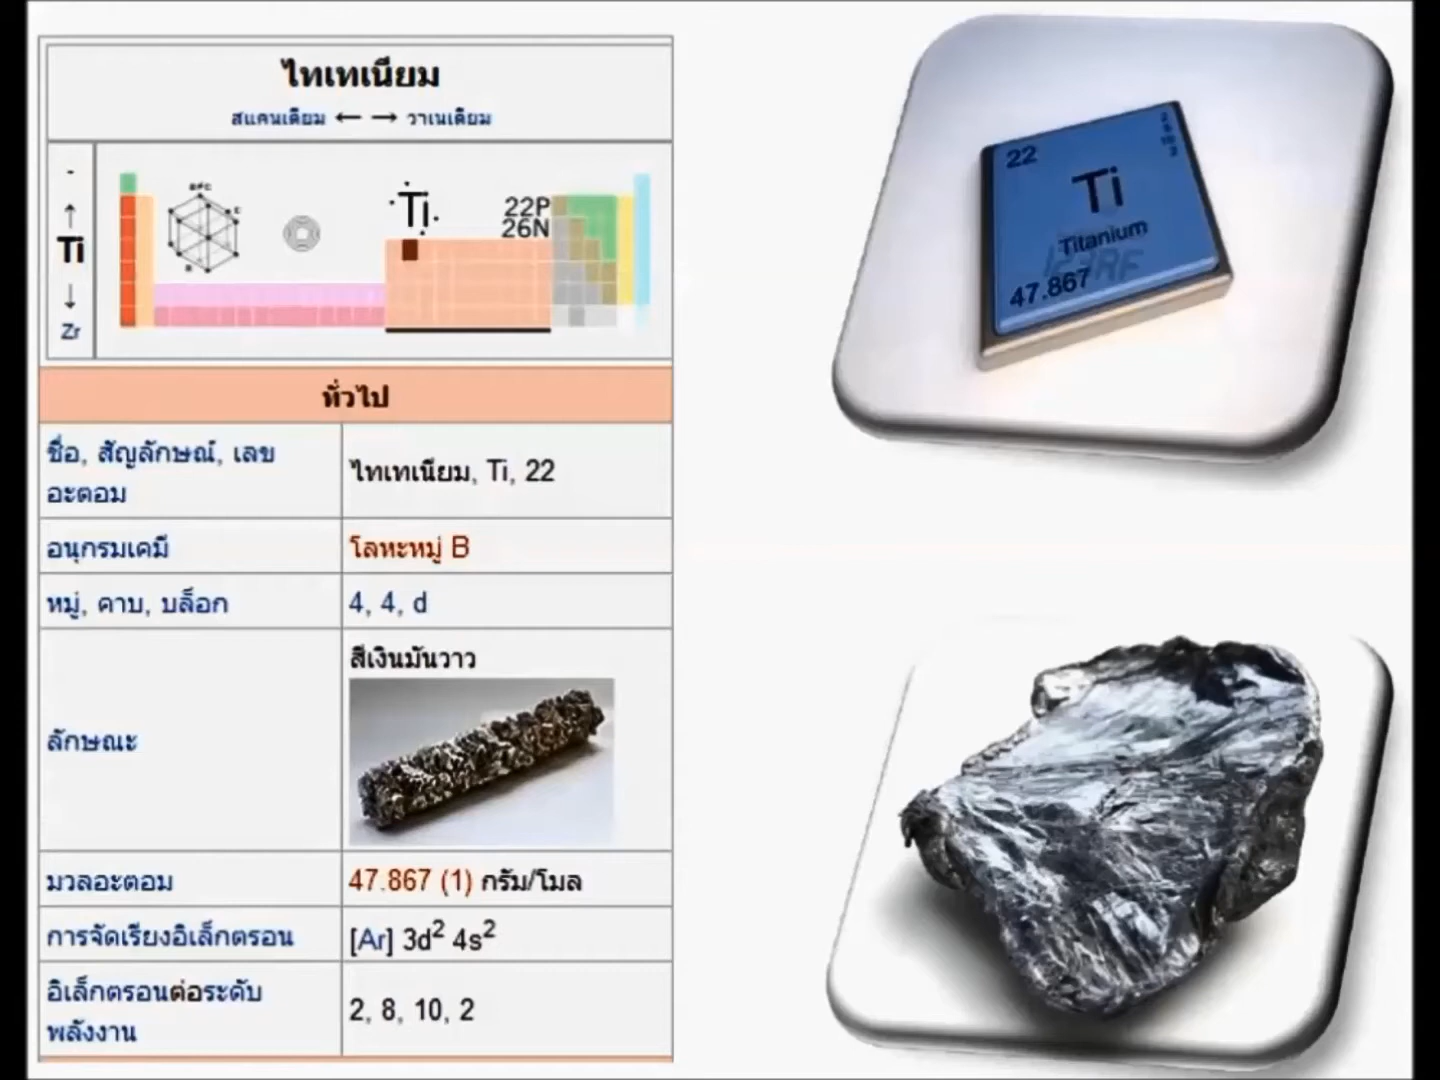 ไทเทเนียม
สแคนเดียม ← → วาเนเดียม
-
↑
Ti
↓
Zr
Ti
22P
26N
ทั่วไป
ชื่อ, สัญลักษณ์, เลข
อะตอม
ไทเทเนียม, Ti, 22
อนุกรมเคมี
โลหะหมู่ B
หมู่, คาบ, บล็อก
4, 4, d
ลักษณะ
สีเงินมันวาว
มวลอะตอม
47.867 (1) กรัม/โมล
การจัดเรียงอิเล็กตรอน
[Ar] 3d² 4s²
อิเล็กตรอนต่อระดับ
พลังงาน
2, 8, 10, 2
22
2
8
10
2
Ti
Titanium
123RF
47.867